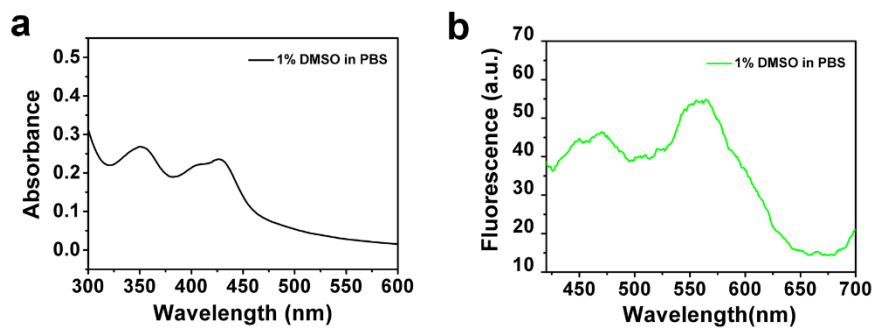 a
0.5
0.4
0.3
0.2
0.1
0.0
Absorbance
1% DMSO in PBS
300 350 400 450 500 550 600
Wavelength (nm)
b
70
60
50
40
30
20
10
Fluorescence (a.u.)
1% DMSO in PBS
450 500 550 600 650 700
Wavelength(nm)